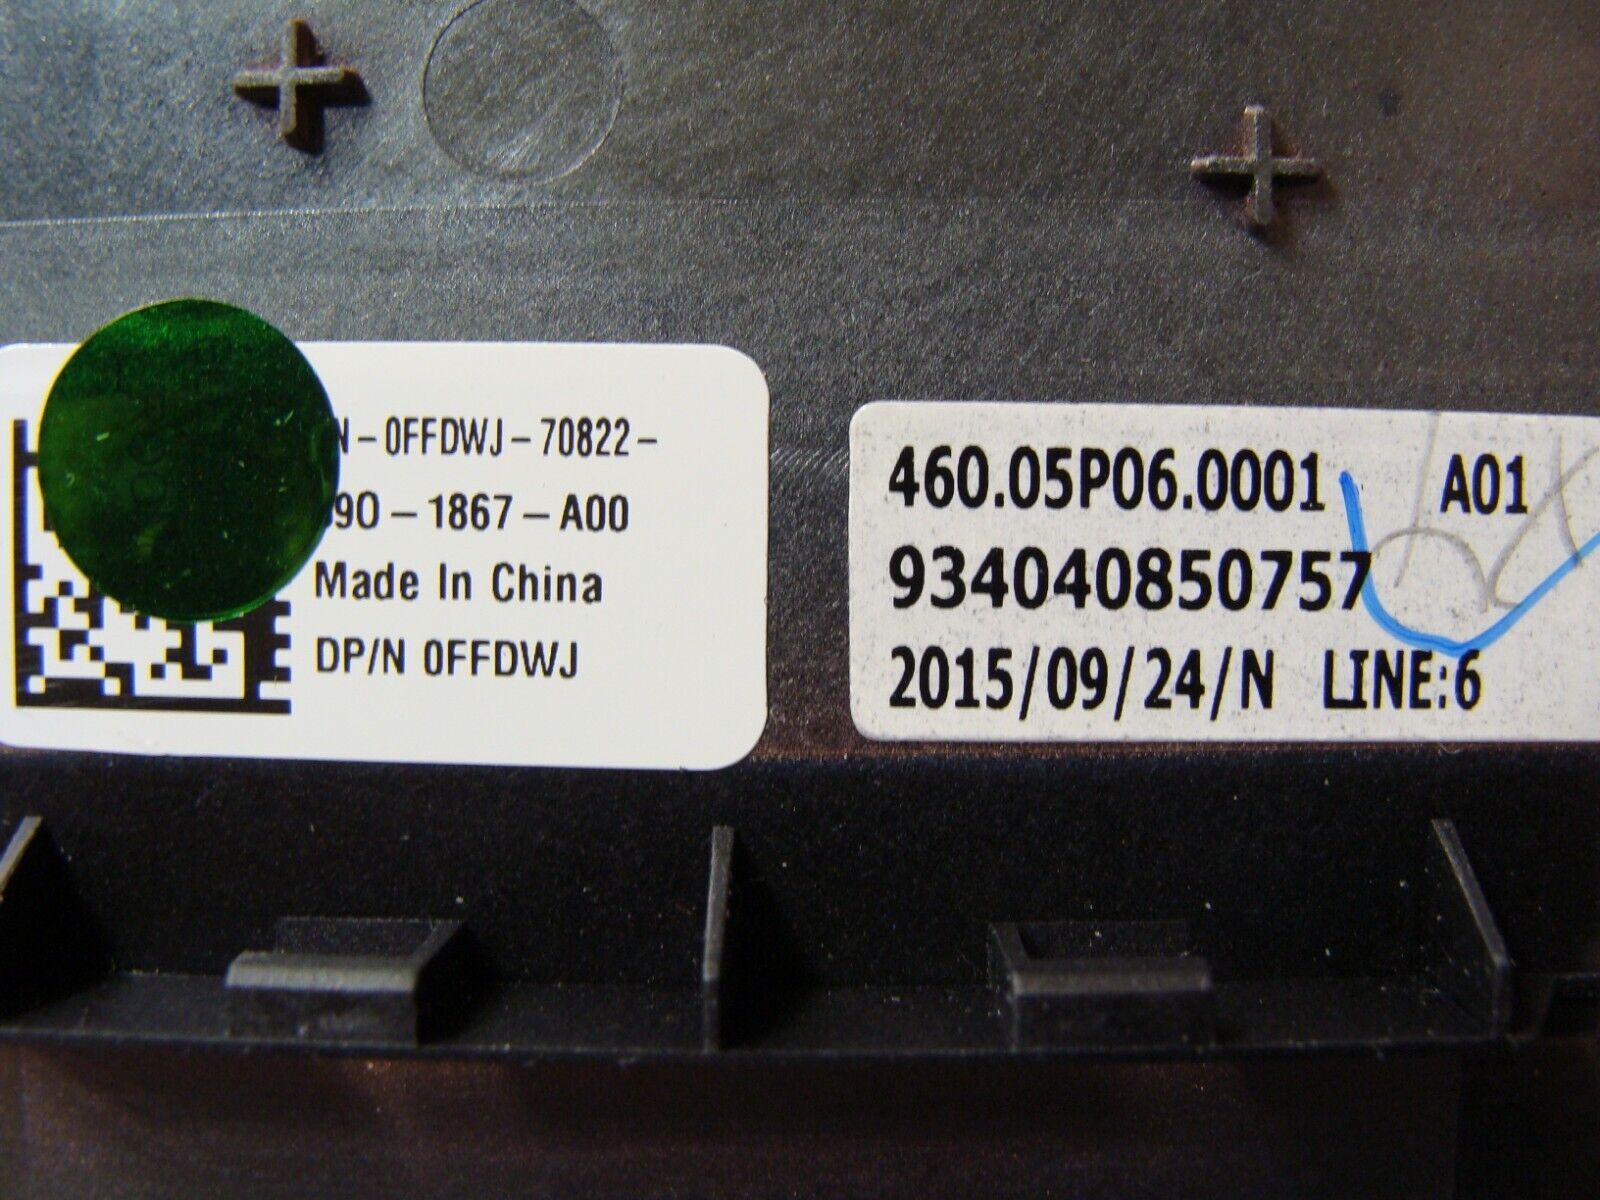 N-0FFDWJ-70822-
90-1867-A00
Made In China
DP/N 0FFDWJ
460.05P06.0001 A01
934040850757
2015/09/24/N LINE:6